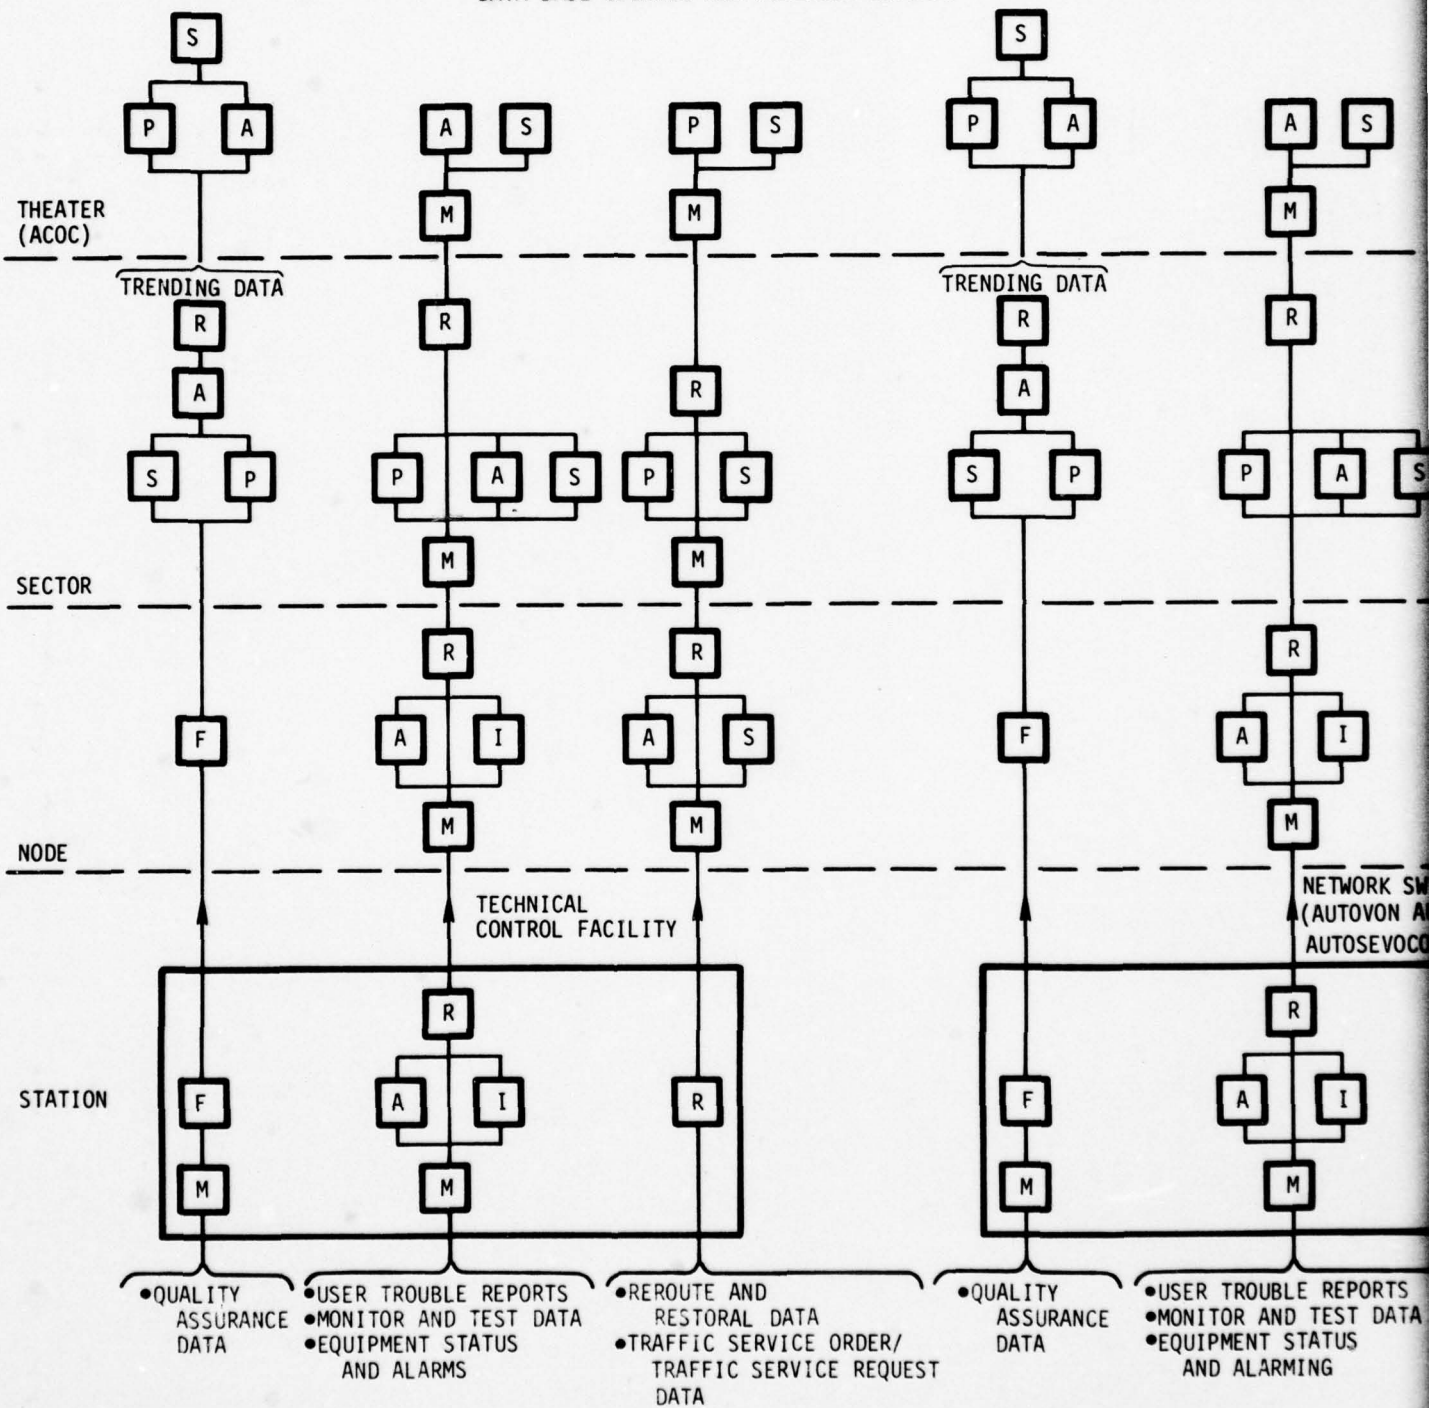 S S
P A A S P S P A A S
THEATER
(ACOC)
M M M
TRENDING DATA TRENDING DATA
R R R R
A R A
S P P A S P S S P P A S
SECTOR
M M
R R R
F A I A S F A I
NODE
M M M
TECHNICAL
CONTROL FACILITY
NETWORK
(AUTOVON
R R
STATION
F A I R F A I
M M M M
•QUALITY
ASSURANCE
DATA
•USER TROUBLE REPORTS
•MONITOR AND TEST DATA
•EQUIPMENT STATUS
AND ALARMS
•REROUTE AND
RESTORAL DATA
•TRAFFIC SERVICE ORDER/
TRAFFIC SERVICE REQUEST
DATA
•QUALITY
ASSURANCE
DATA
•USER TROUBLE REPORTS
•MONITOR AND TEST DATA
•EQUIPMENT STATUS
AND ALARMING